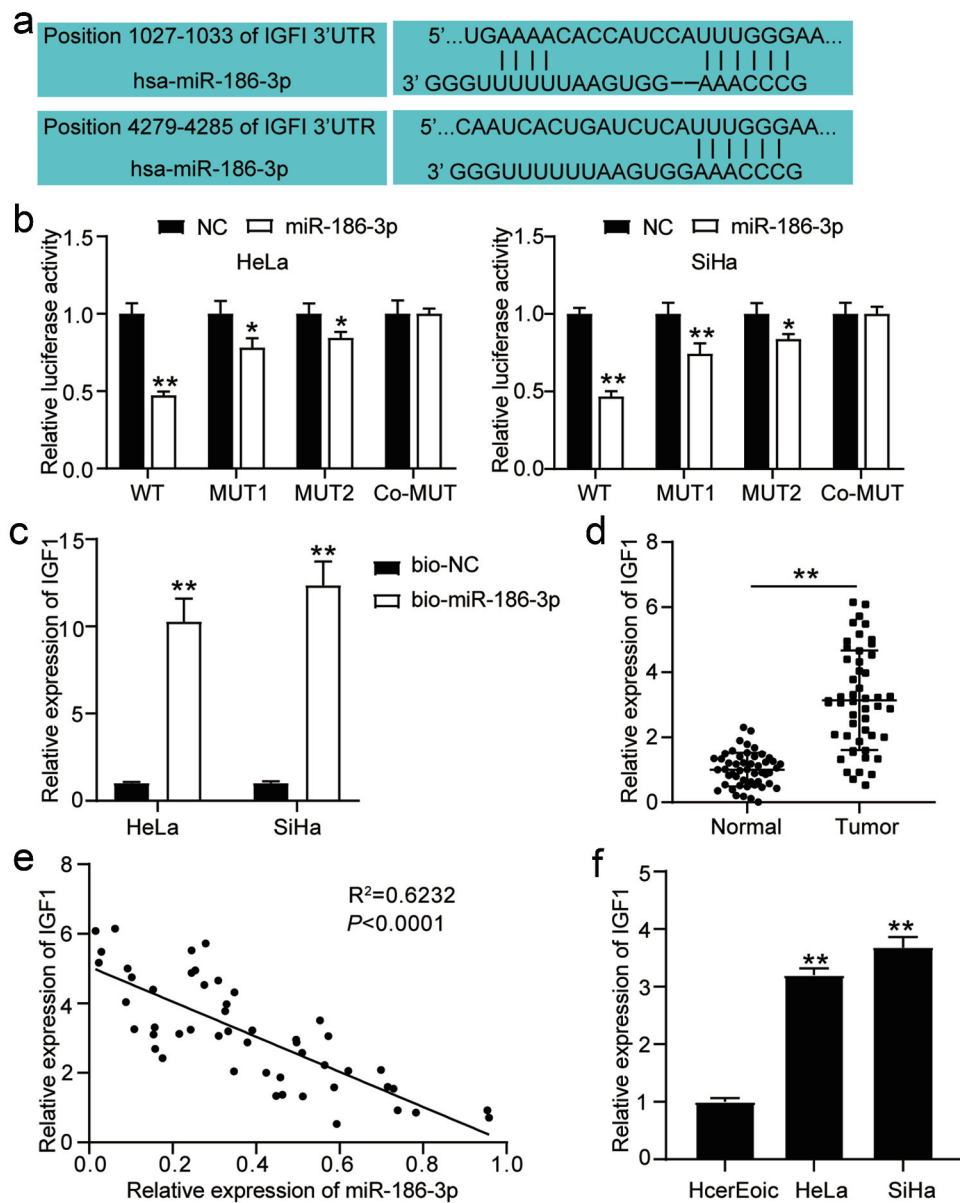 a
Position 1027-1033 of IGFI 3'UTR
5'...UGAAAACACCAUCCAUUUGGGAA...
hsa-miR-186-3p
3' GGGUUUUUUAAGUGG——AAACCCG
Position 4279-4285 of IGFI 3'UTR
5'...CAAUCACUGAUCUCAUUUGGGAA...
hsa-miR-186-3p
3' GGGUUUUUUAAGUGGAAACCCG
b
NC miR-186-3p
HeLa
Relative luciferase activity
1.5
1.0
0.5
0.0
** * *
WT MUT1 MUT2 Co-MUT
NC miR-186-3p
SiHa
Relative luciferase activity
1.5
1.0
0.5
0.0
** ** *
WT MUT1 MUT2 Co-MUT
c
Relative expression of IGF1
15
10
5
0
** **
HeLa SiHa
bio-NC
bio-miR-186-3p
d
Relative expression of IGF1
8
6
4
2
0
**
Normal Tumor
e
Relative expression of IGF1
8
6
4
2
0
R²=0.6232
P<0.0001
0.0 0.2 0.4 0.6 0.8 1.0
Relative expression of miR-186-3p
f
Relative expression of IGF1
5
4
3
2
1
0
** **
HcerEoic HeLa SiHa